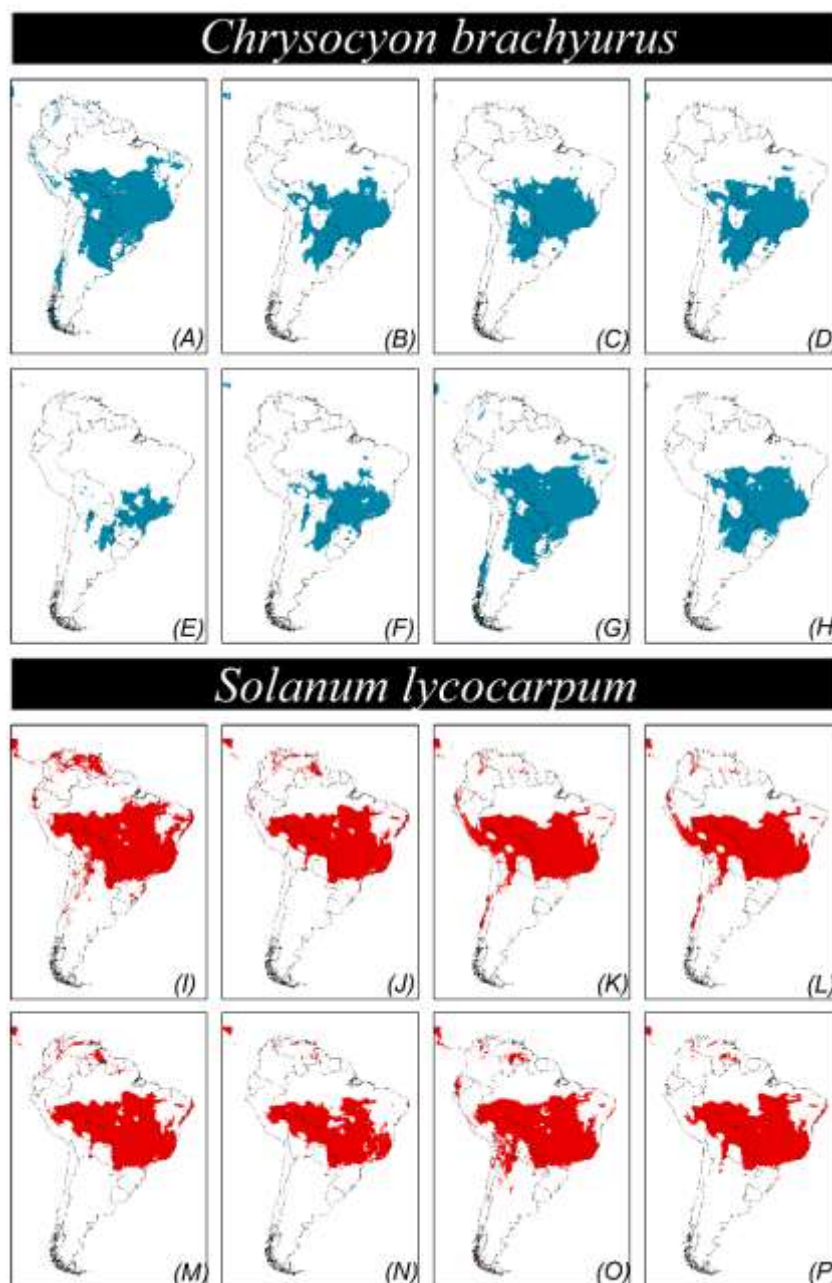 Chrysocyon brachyurus
(A) (B) (C) (D)
(E) (F) (G) (H)
Solanum lycocarpum
(I) (J) (K) (L)
(M) (N) (O) (P)